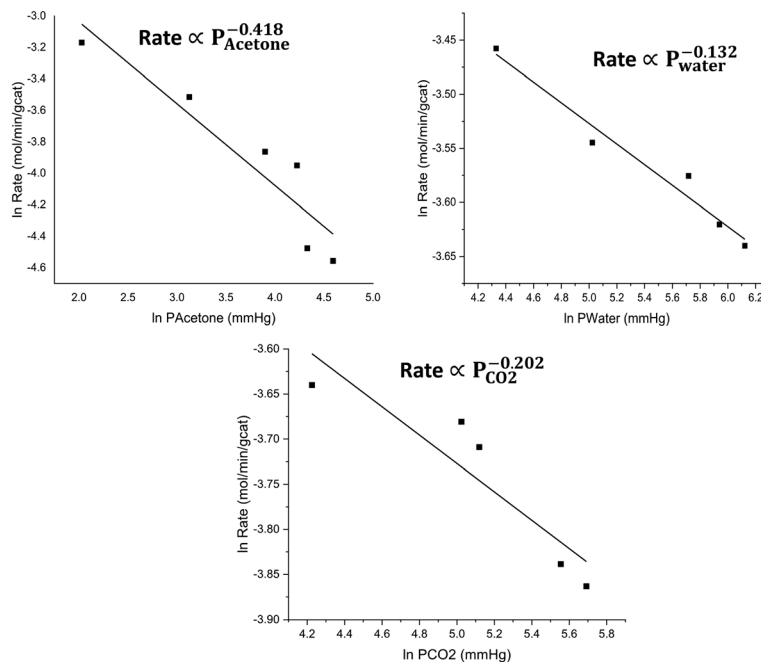 Rate ∝ P_Acetone^−0.418
-3.0
-3.2
-3.4
-3.6
-3.8
-4.0
-4.2
-4.4
-4.6
ln Rate (mol/min/gcat)
2.0 2.5 3.0 3.5 4.0 4.5 5.0
ln PAcetone (mmHg)
Rate ∝ P_water^−0.132
-3.45
-3.50
-3.55
-3.60
-3.65
ln Rate (mol/min/gcat)
4.2 4.4 4.6 4.8 5.0 5.2 5.4 5.6 5.8 6.0 6.2
ln PWater (mmHg)
Rate ∝ P_CO2^−0.202
-3.60
-3.65
-3.70
-3.75
-3.80
-3.85
-3.90
ln Rate (mol/min/gcat)
4.2 4.4 4.6 4.8 5.0 5.2 5.4 5.6 5.8
ln PCO2 (mmHg)